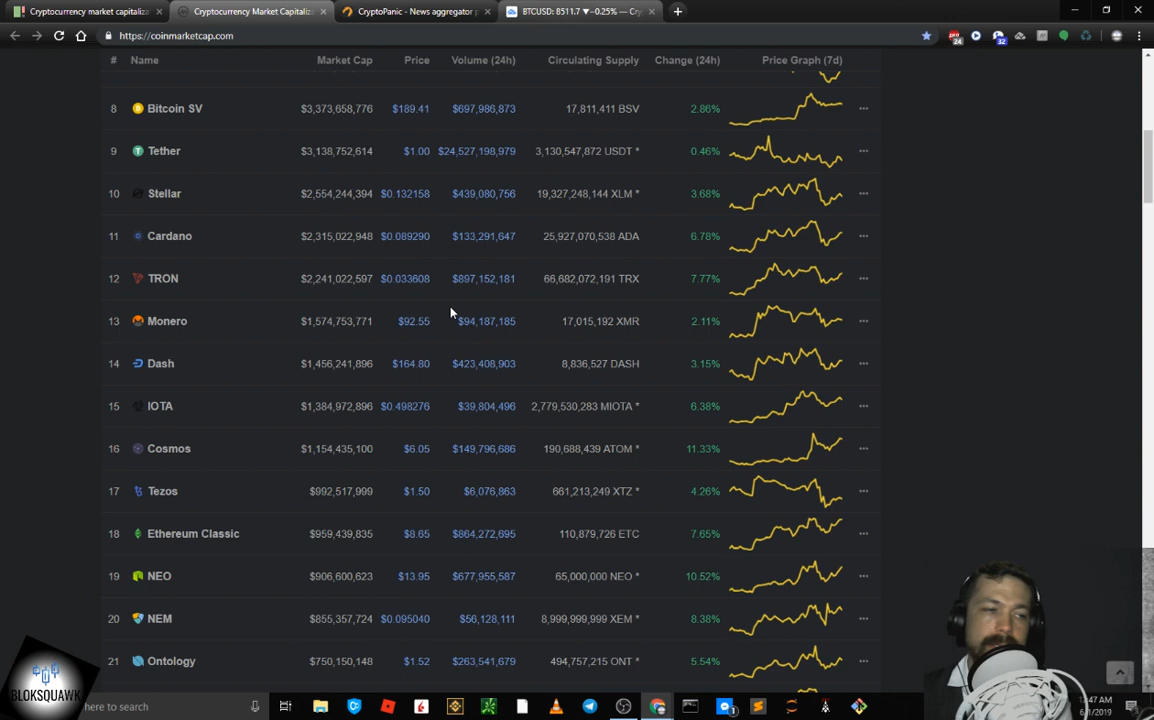 Cryptocurrency market capitaliza
Cryptocurrency Market Capitaliz
CryptoPanic - News aggregator p
BTCUSD: 8511.7 ▼−0.25% — Cry
https://coinmarketcap.com
24
32
# Name Market Cap Price Volume (24h) Circulating Supply Change (24h) Price Graph (7d)
8 Bitcoin SV $3,373,658,776 $189.41 $697,986,873 17,811,411 BSV 2.86%
9 Tether $3,138,752,614 $1.00 $24,527,198,979 3,130,547,872 USDT * 0.46%
10 Stellar $2,554,244,394 $0.132158 $439,080,756 19,327,248,144 XLM * 3.68%
11 Cardano $2,315,022,948 $0.089290 $133,291,647 25,927,070,538 ADA 6.78%
12 TRON $2,241,022,597 $0.033608 $897,152,181 66,682,072,191 TRX 7.77%
13 Monero $1,574,753,771 $92.55 $94,187,185 17,015,192 XMR 2.11%
14 Dash $1,456,241,896 $164.80 $423,408,903 8,836,527 DASH 3.15%
15 IOTA $1,384,972,896 $0.498276 $39,804,496 2,779,530,283 MIOTA * 6.38%
16 Cosmos $1,154,435,100 $6.05 $149,796,686 190,688,439 ATOM * 11.33%
17 Tezos $992,517,999 $1.50 $6,076,863 661,213,249 XTZ * 4.26%
18 Ethereum Classic $959,439,835 $8.65 $864,272,695 110,879,726 ETC 7.65%
19 NEO $906,600,623 $13.95 $677,955,587 65,000,000 NEO * 10.52%
20 NEM $855,357,724 $0.095040 $56,128,111 8,999,999,999 XEM * 8.38%
21 Ontology $750,150,148 $1.52 $263,541,679 494,757,215 ONT * 5.54%
BLOKSQUAWK
here to search
1
:47 AM
6/1/2019